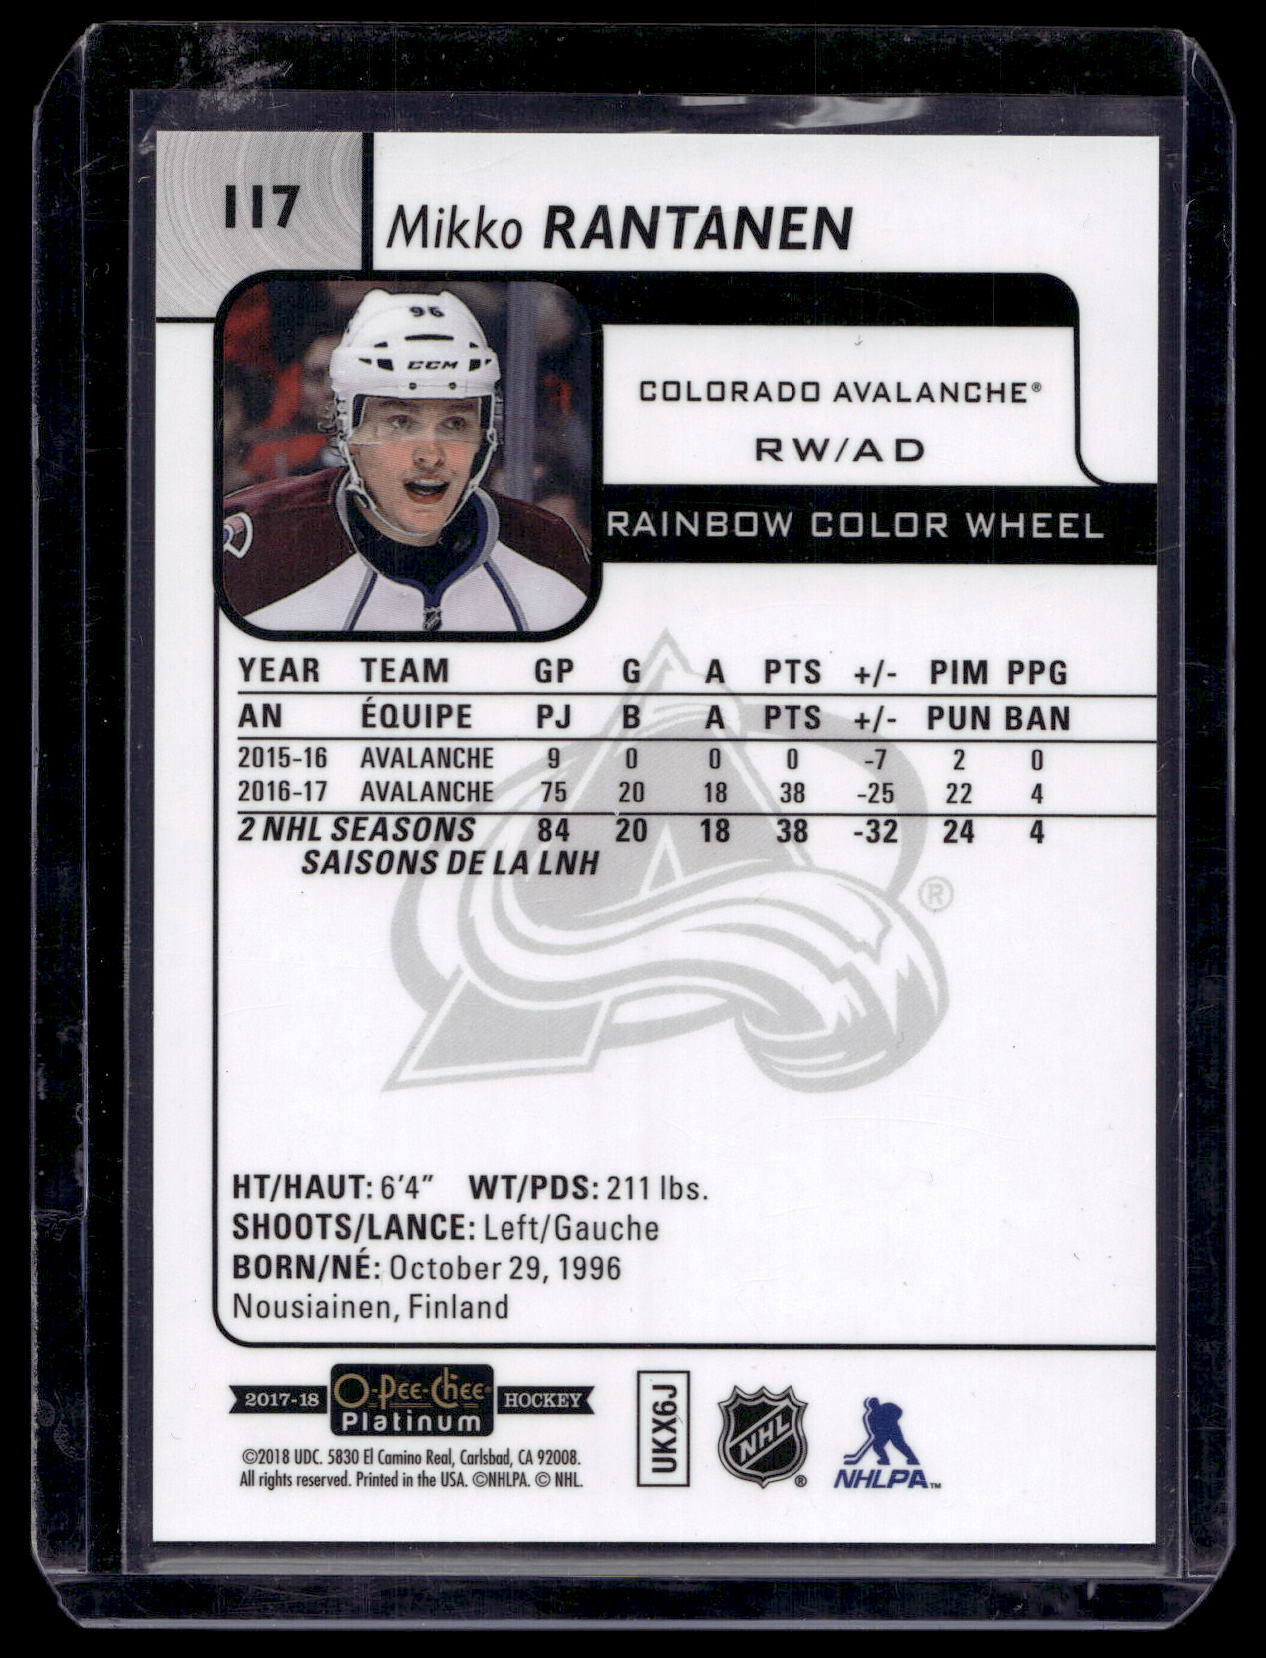 117
Mikko RANTANEN
96
CCM
COLORADO AVALANCHE®
RW/AD
RAINBOW COLOR WHEEL
YEAR TEAM GP G A PTS +/- PIM PPG
AN ÉQUIPE PJ B A PTS +/- PUN BAN
2015-16 AVALANCHE 9 0 0 0 -7 2 0
2016-17 AVALANCHE 75 20 18 38 -25 22 4
2 NHL SEASONS 84 20 18 38 -32 24 4
SAISONS DE LA LNH
®
HT/HAUT: 6'4" WT/PDS: 211 lbs.
SHOOTS/LANCE: Left/Gauche
BORN/NÉ: October 29, 1996
Nousiainen, Finland
2017-18 O-Pee-Chee Platinum HOCKEY
©2018 UDC. 5830 El Camino Real, Carlsbad, CA 92008.
All rights reserved. Printed in the USA. ©NHLPA. © NHL.
UKX6J
NHL ®
NHLPA™